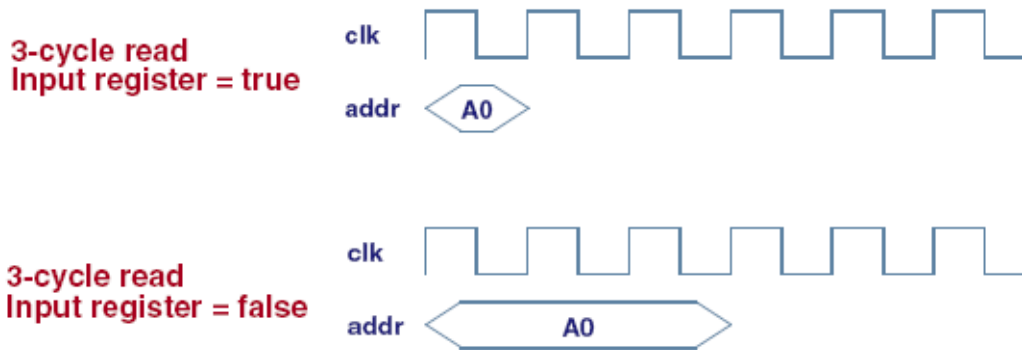 clk
3-cycle read
Input register = true
addr
A0
clk
3-cycle read
Input register = false
addr
A0